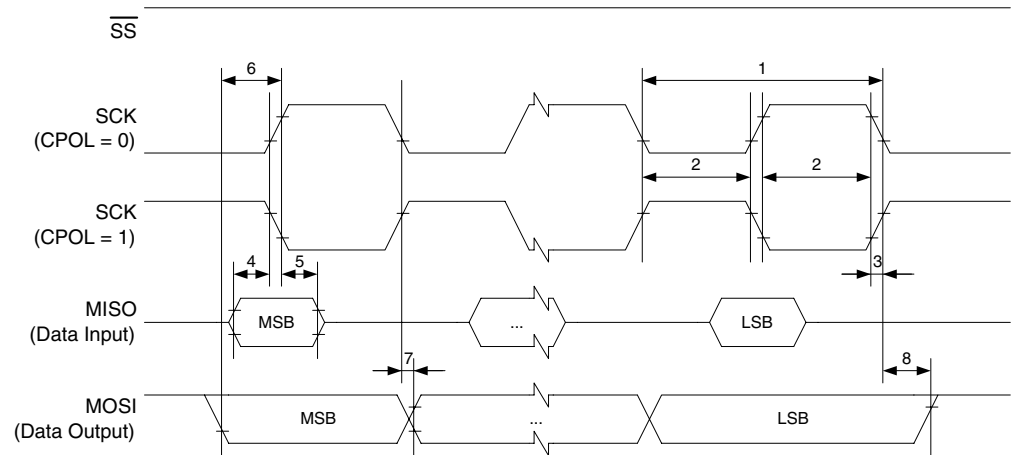 SS
6
1
SCK
(CPOL = 0)
2
2
SCK
(CPOL = 1)
4
5
3
MISO
(Data Input)
MSB
...
LSB
7
8
MOSI
(Data Output)
MSB
...
LSB